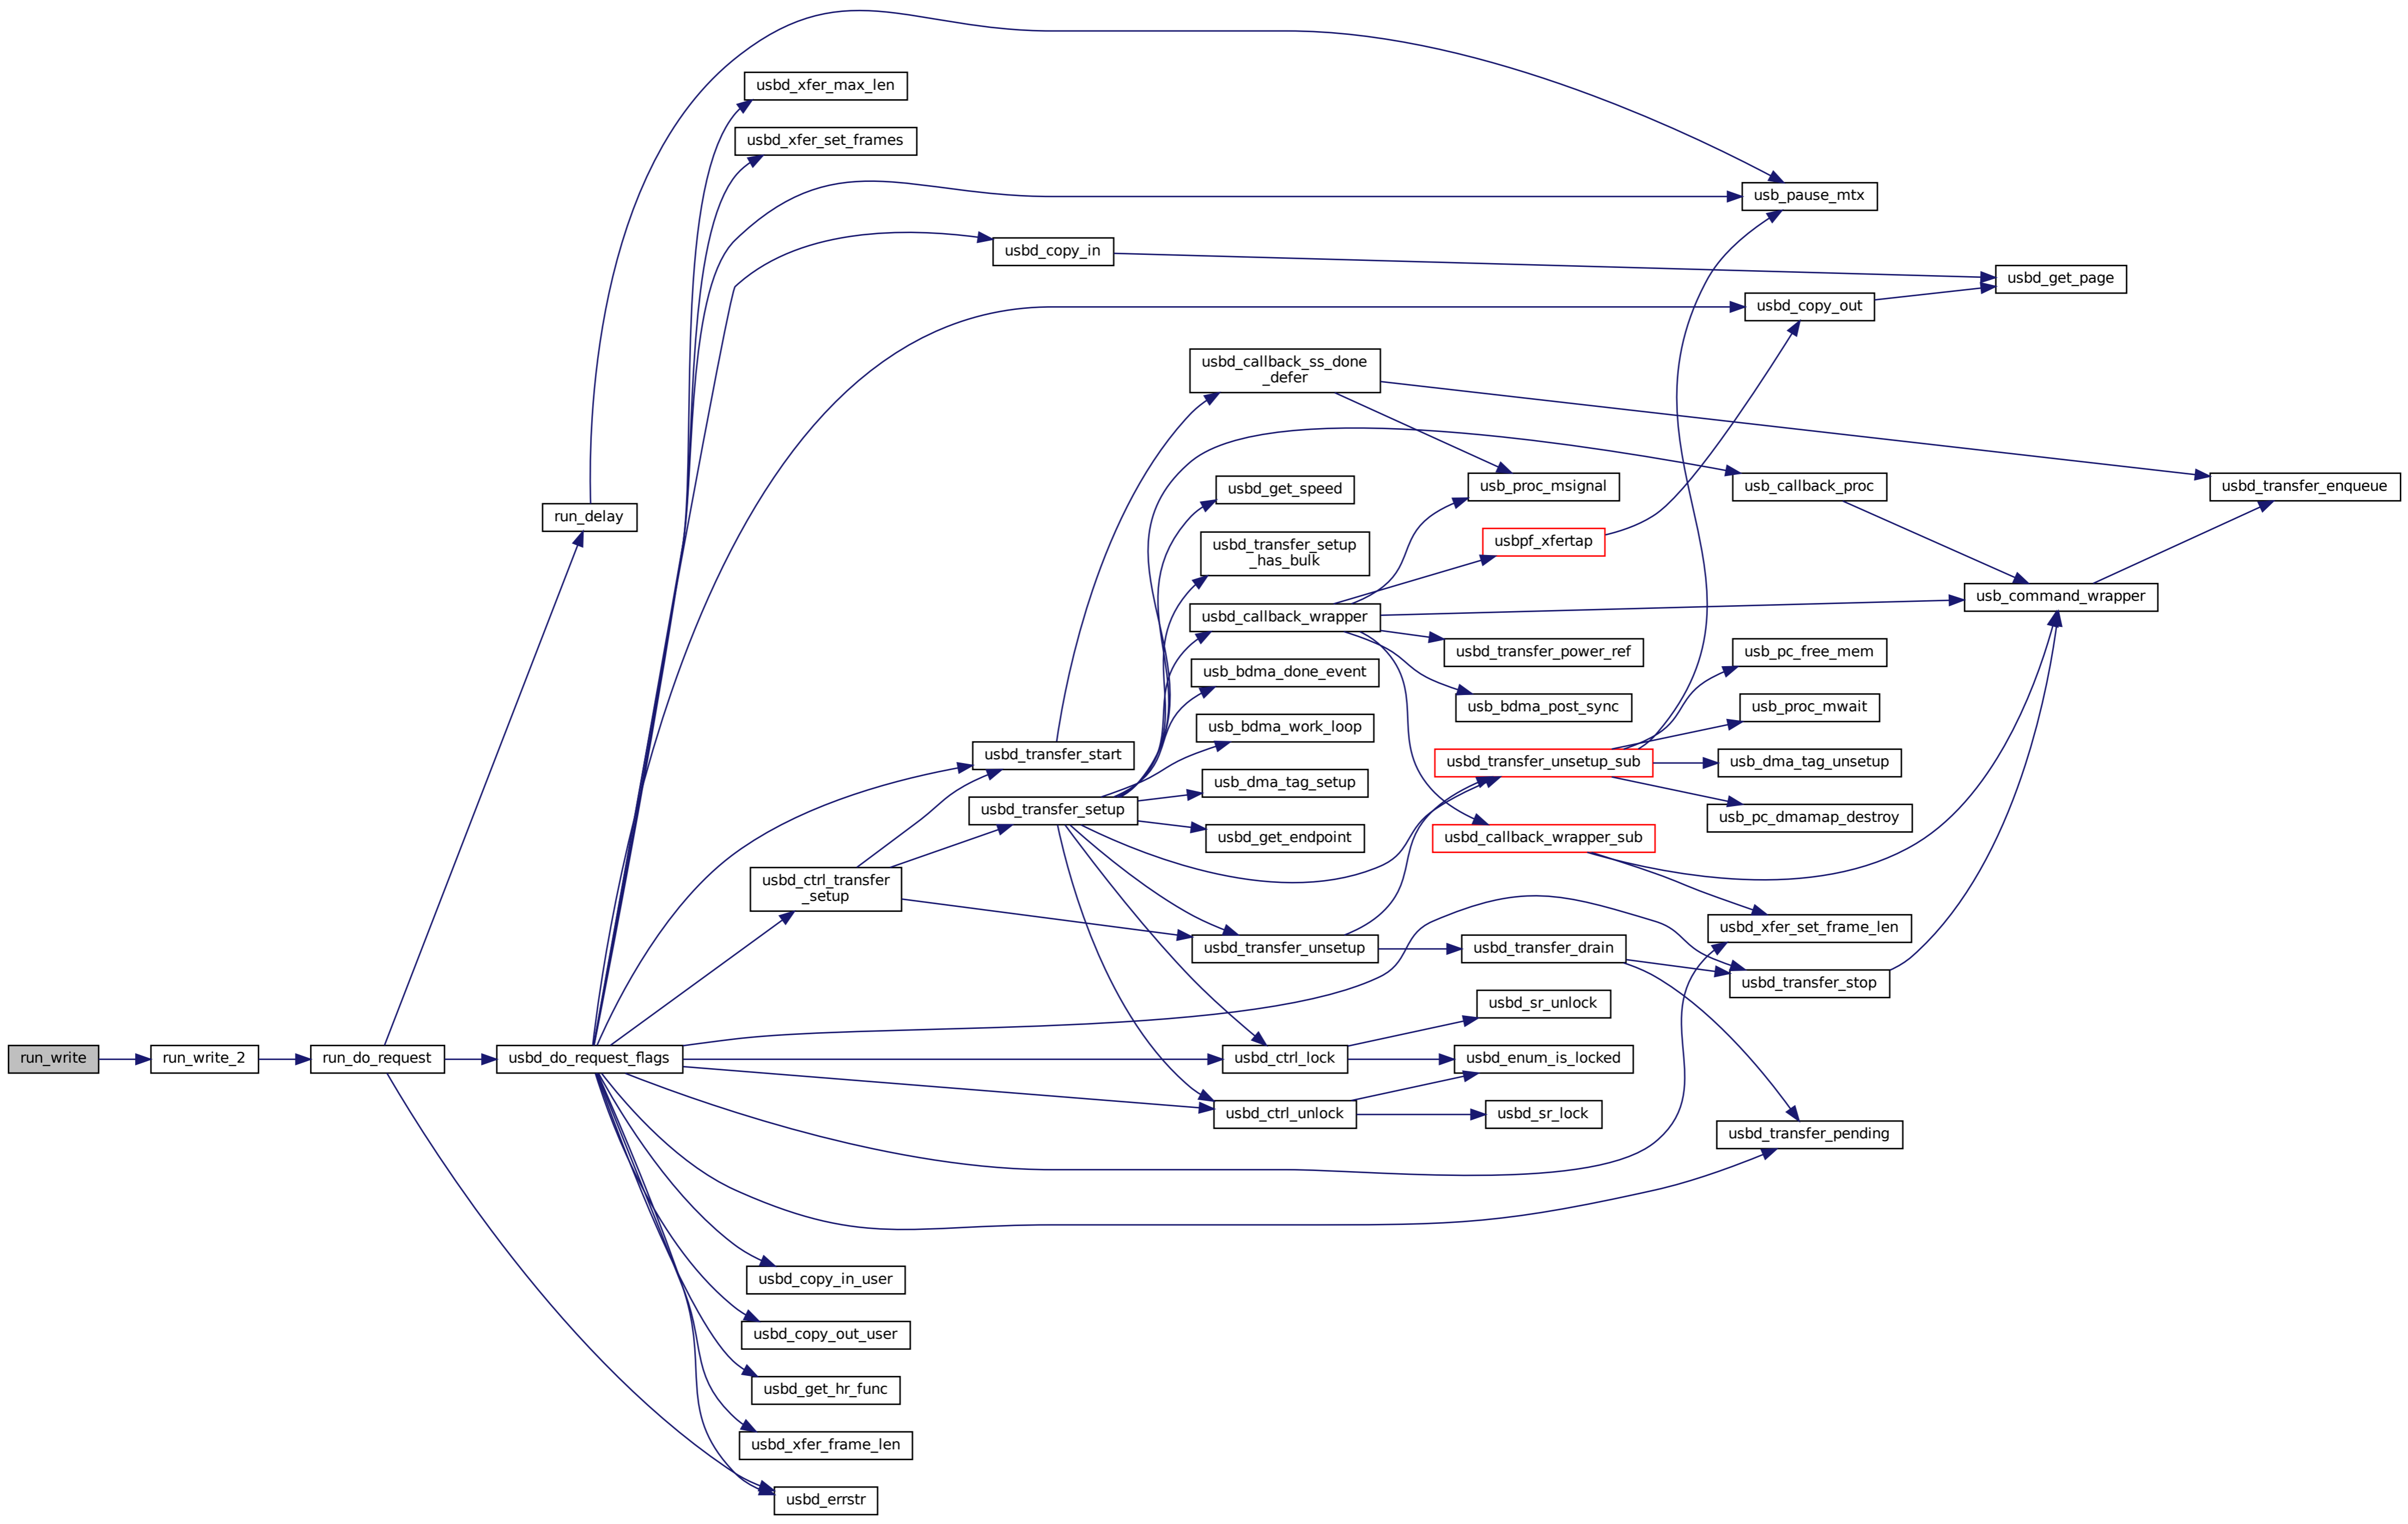 usbd_xfer_max_len
usbd_xfer_set_frames
usb_pause_mtx
usbd_copy_in
usbd_get_page
usbd_copy_out
usbd_callback_ss_done
_defer
usbd_get_speed
usb_proc_msignal
usb_callback_proc
usbd_transfer_enqueue
run_delay
usbpf_xfertap
usbd_transfer_setup
_has_bulk
usb_command_wrapper
usbd_callback_wrapper
usbd_transfer_power_ref
usb_pc_free_mem
usb_bdma_done_event
usb_bdma_post_sync
usb_proc_mwait
usb_bdma_work_loop
usbd_transfer_start
usbd_transfer_unsetup_sub
usb_dma_tag_unsetup
usb_dma_tag_setup
usbd_transfer_setup
usb_pc_dmamap_destroy
usbd_get_endpoint
usbd_callback_wrapper_sub
usbd_ctrl_transfer
_setup
usbd_xfer_set_frame_len
usbd_transfer_unsetup
usbd_transfer_drain
usbd_transfer_stop
usbd_sr_unlock
run_write
run_write_2
run_do_request
usbd_do_request_flags
usbd_ctrl_lock
usbd_enum_is_locked
usbd_ctrl_unlock
usbd_sr_lock
usbd_transfer_pending
usbd_copy_in_user
usbd_copy_out_user
usbd_get_hr_func
usbd_xfer_frame_len
usbd_errstr